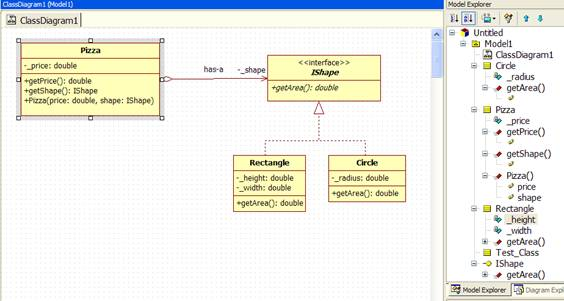 ClassDiagram1 (Model1)
ClassDiagram1
Pizza
-_price: double
+getPrice(): double
+getShape(): IShape
+Pizza(price: double, shape: IShape)
has-a
-_shape
<<interface>>
IShape
+getArea(): double
Rectangle
-_height: double
-_width: double
+getArea(): double
Circle
-_radius: double
+getArea(): double
Model Explorer
Untitled
Model1
ClassDiagram1
Circle
_radius
getArea()
Pizza
_price
getPrice()
getShape()
Pizza()
price
shape
Rectangle
_height
_width
getArea()
Test_Class
IShape
getArea()
Model Explorer
Diagram Expl